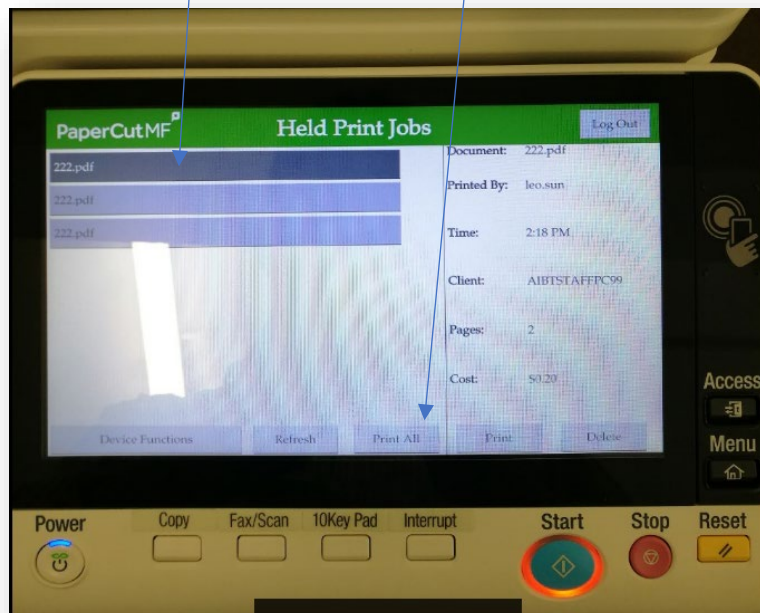 PaperCut MF
Held Print Jobs
Log Out
222.pdf
222.pdf
222.pdf
Document: 222.pdf
Printed By: leo.sun
Time: 2:18 PM
Client: AIBTSTAFFPC99
Pages: 2
Cost: $0.20
Device Functions
Refresh
Print All
Print
Delete
Access
Menu
Power
Copy
Fax/Scan
10Key Pad
Interrupt
Start
Stop
Reset